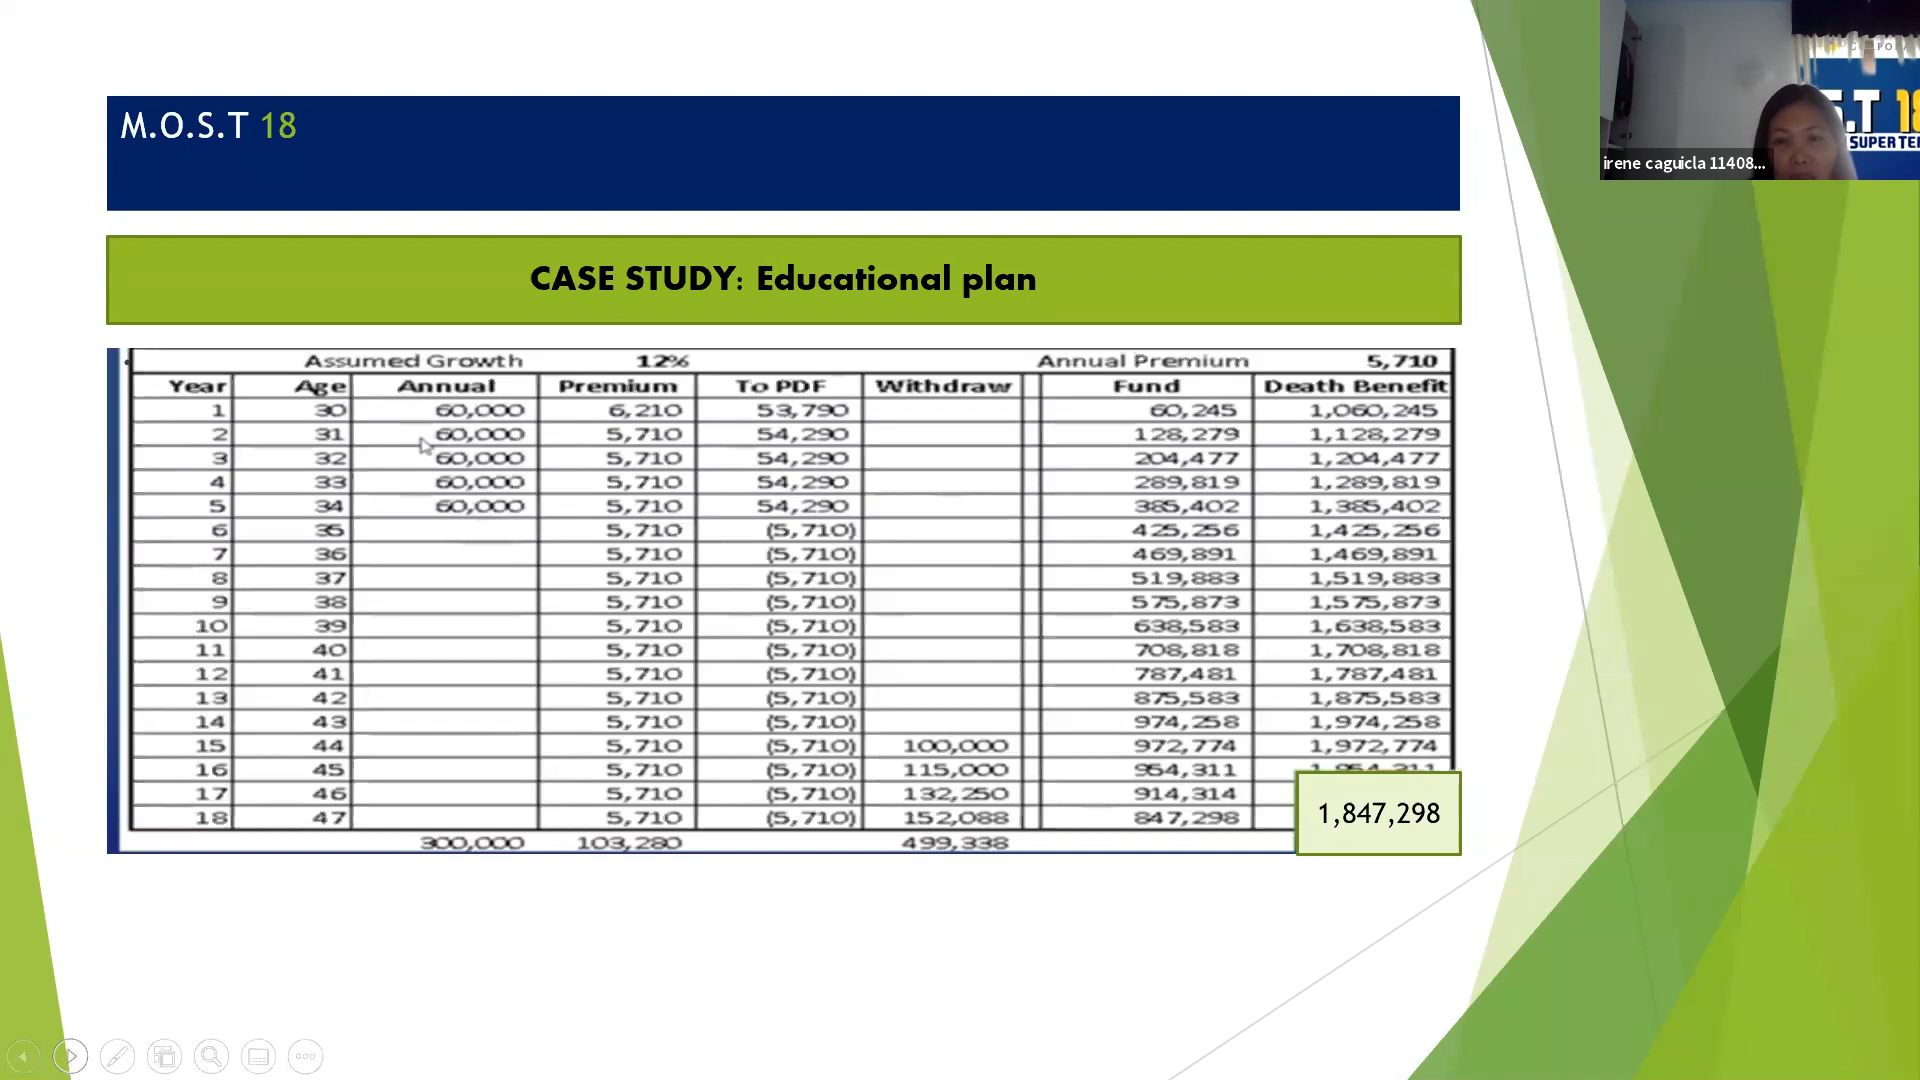 M.O.S.T 18
irene caguicla 11408...
S.T 18
SUPER TE
CASE STUDY: Educational plan
Assumed Growth 12% Annual Premium 5,710
Year Age Annual Premium To PDF Withdraw Fund Death Benefit
1 30 60,000 6,210 53,790 60,245 1,060,245
2 31 60,000 5,710 54,290 128,279 1,128,279
3 32 60,000 5,710 54,290 204,477 1,204,477
4 33 60,000 5,710 54,290 289,819 1,289,819
5 34 60,000 5,710 54,290 385,402 1,385,402
6 35 5,710 (5,710) 425,256 1,425,256
7 36 5,710 (5,710) 469,891 1,469,891
8 37 5,710 (5,710) 519,883 1,519,883
9 38 5,710 (5,710) 575,873 1,575,873
10 39 5,710 (5,710) 638,583 1,638,583
11 40 5,710 (5,710) 708,818 1,708,818
12 41 5,710 (5,710) 787,481 1,787,481
13 42 5,710 (5,710) 875,583 1,875,583
14 43 5,710 (5,710) 974,258 1,974,258
15 44 5,710 (5,710) 100,000 972,774 1,972,774
16 45 5,710 (5,710) 115,000 954,311
17 46 5,710 (5,710) 132,250 914,314
18 47 5,710 (5,710) 152,088 847,298
1,847,298
300,000 103,280 499,338